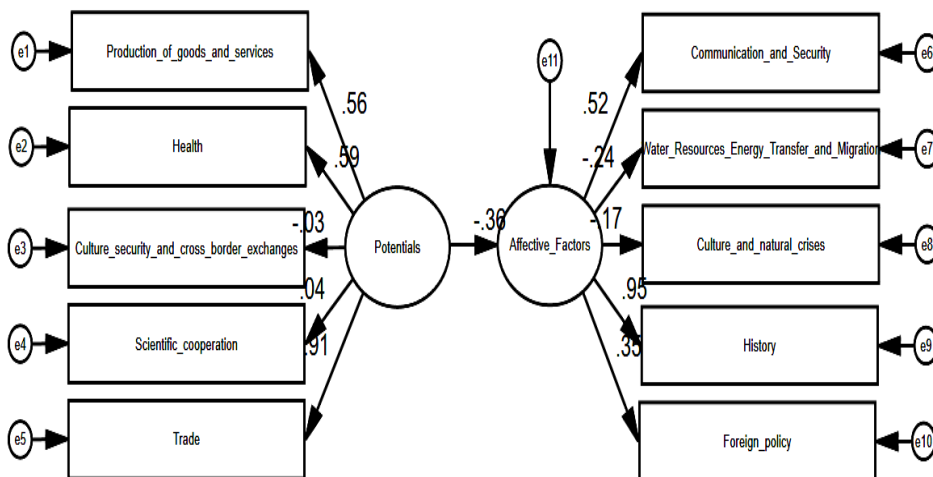 e1
Production_of_goods_and_services
.56
e2
Health
.59
e3
Culture_security_and_cross_border_exchanges
-.03
e4
Scientific_cooperation
.04
e5
Trade
.91
Potentials
-.36
e11
Affective_Factors
.52
Communication_and_Security
e6
-.24
Water_Resources_Energy_Transfer_and_Migration
e7
-.17
Culture_and_natural_crises
e8
.95
History
e9
.35
Foreign_policy
e10